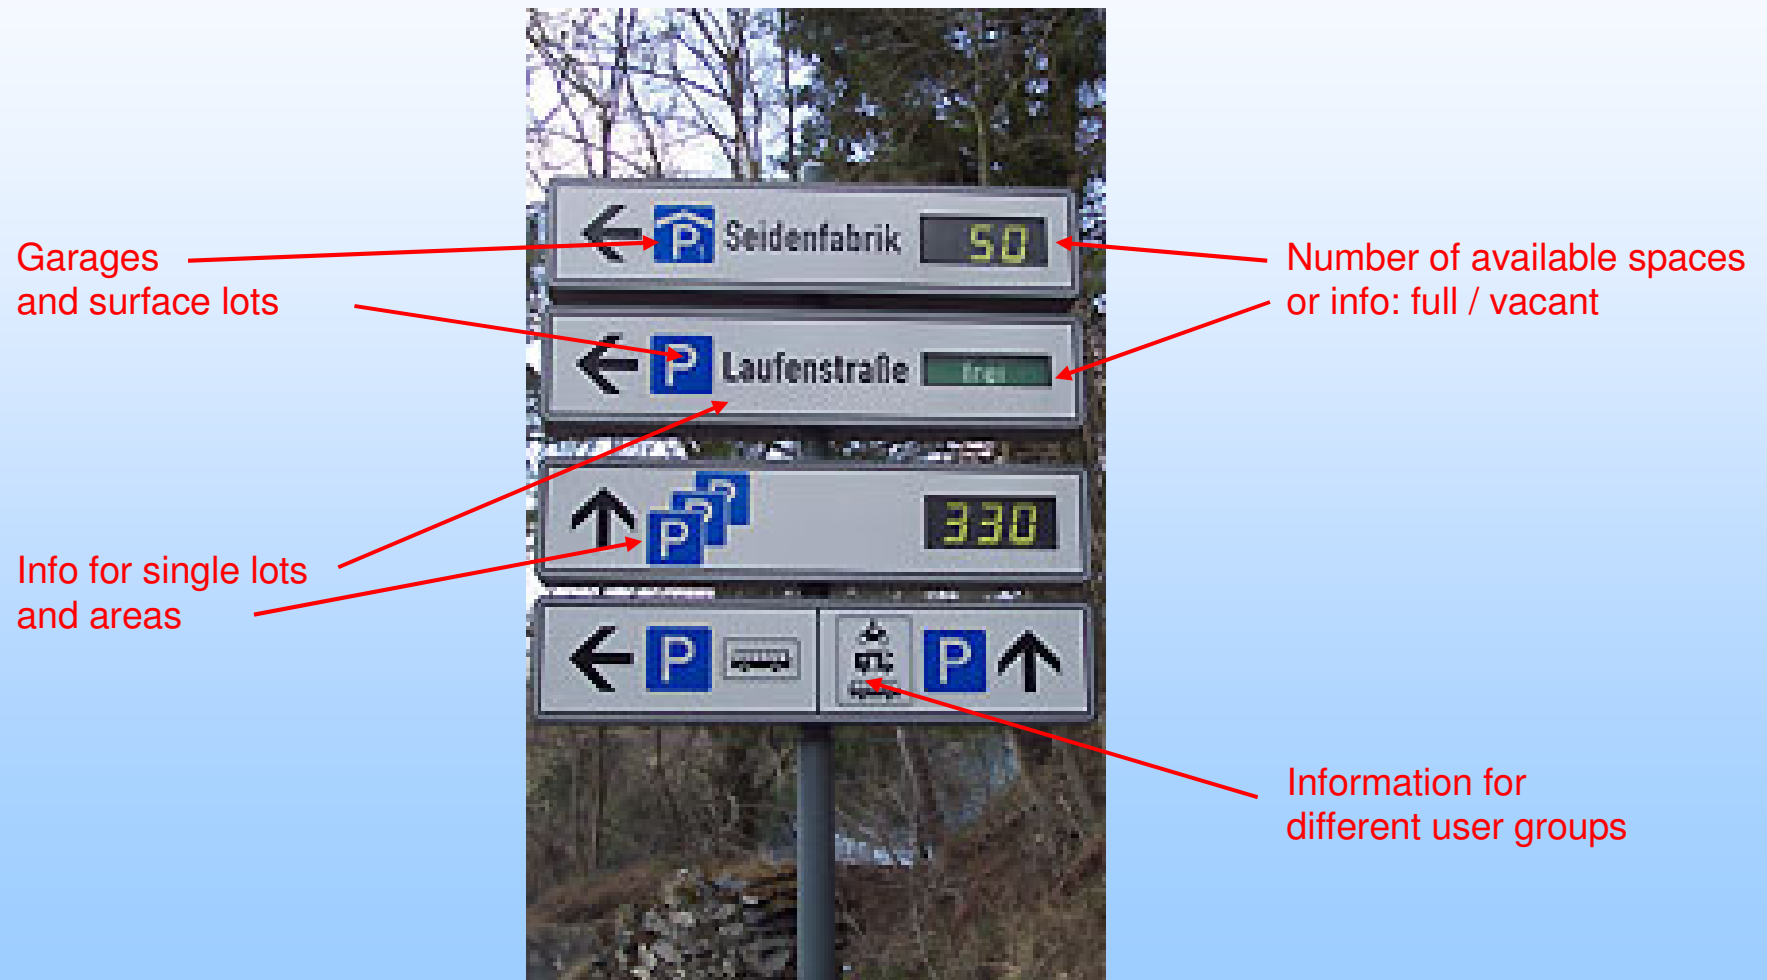 Garages
and surface lots
P Seidenfabrik 50
Number of available spaces
or info: full / vacant
P Laufenstraße frei
P P P 330
Info for single lots
and areas
P P
Information for
different user groups